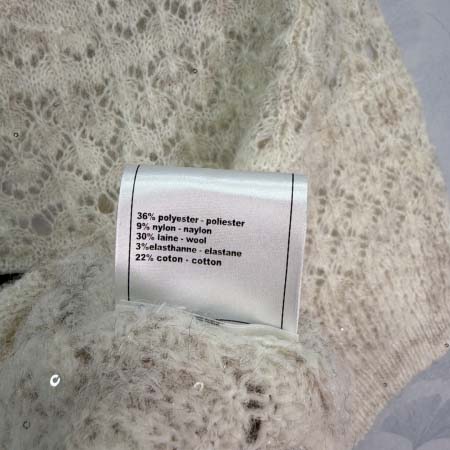 36% polyester - poliester
9% nylon - naylon
30% laine - wool
3%elasthanne - elastane
22% coton - cotton